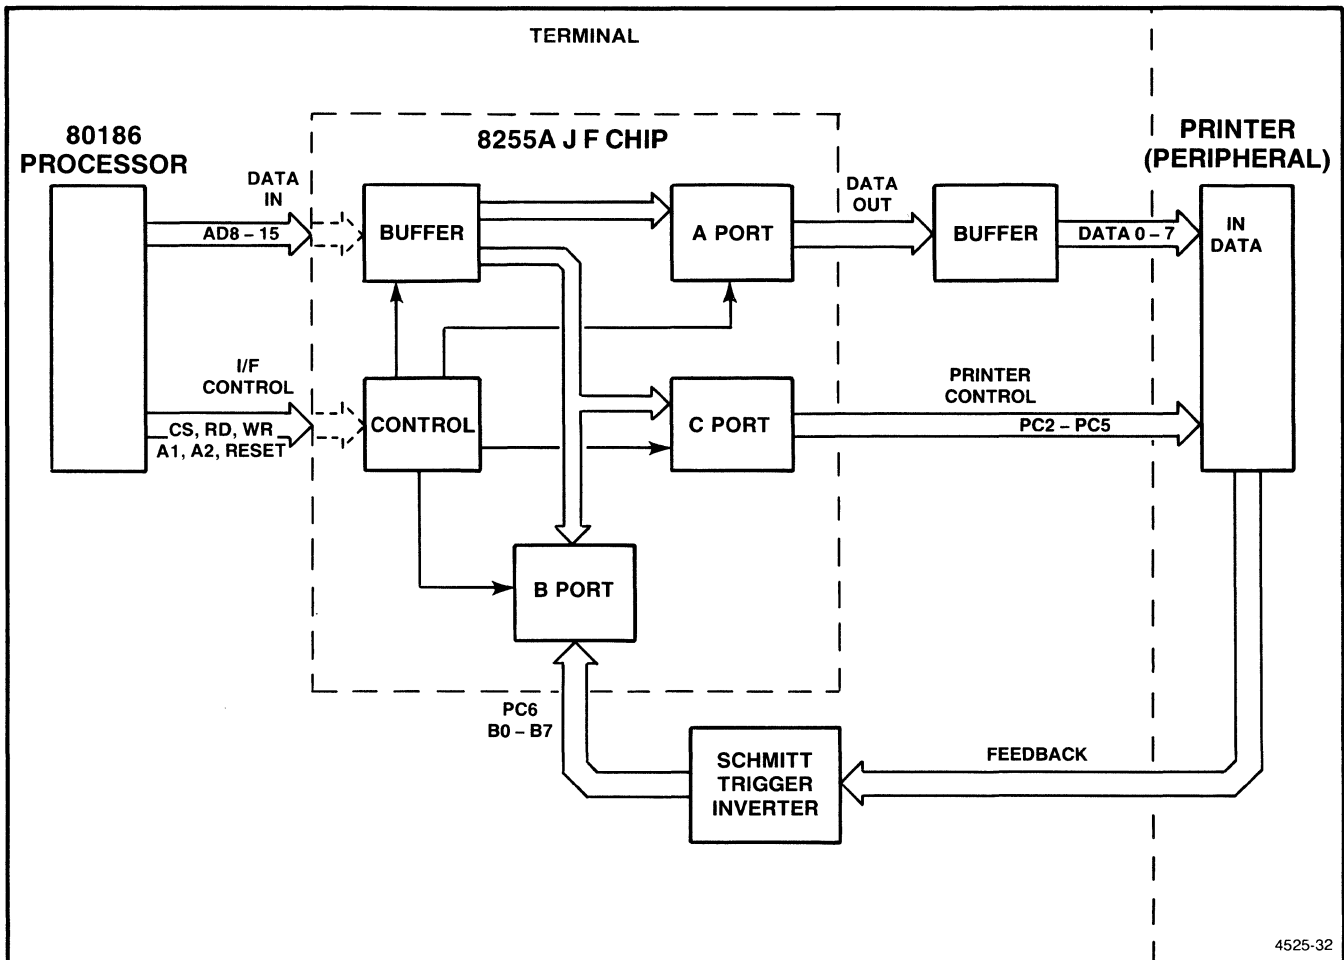 TERMINAL
80186
PROCESSOR
8255A J F CHIP
PRINTER
(PERIPHERAL)
DATA
IN
AD8 – 15
BUFFER
A PORT
DATA
OUT
BUFFER
DATA 0 – 7
IN
DATA
I/F
CONTROL
CS, RD, WR
A1, A2, RESET
CONTROL
C PORT
PRINTER
CONTROL
PC2 – PC5
B PORT
PC6
B0 – B7
SCHMITT
TRIGGER
INVERTER
FEEDBACK
4525-32